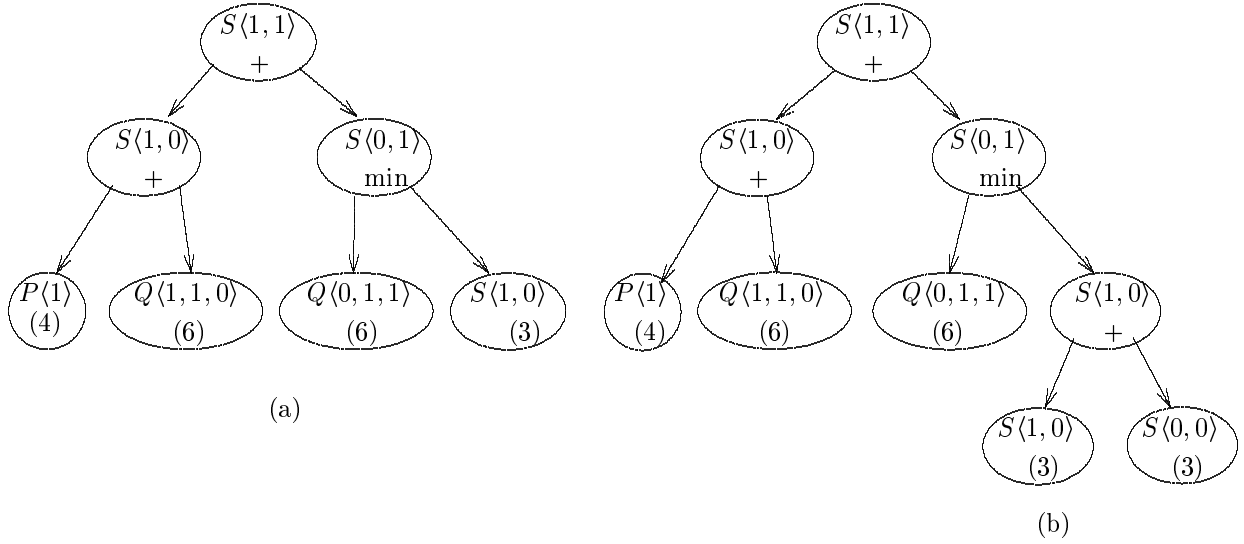 S⟨1, 1⟩
+
S⟨1, 0⟩
+
S⟨0, 1⟩
min
P⟨1⟩
(4)
Q⟨1, 1, 0⟩
(6)
Q⟨0, 1, 1⟩
(6)
S⟨1, 0⟩
(3)
(a)
S⟨1, 1⟩
+
S⟨1, 0⟩
+
S⟨0, 1⟩
min
P⟨1⟩
(4)
Q⟨1, 1, 0⟩
(6)
Q⟨0, 1, 1⟩
(6)
S⟨1, 0⟩
+
S⟨1, 0⟩
(3)
S⟨0, 0⟩
(3)
(b)